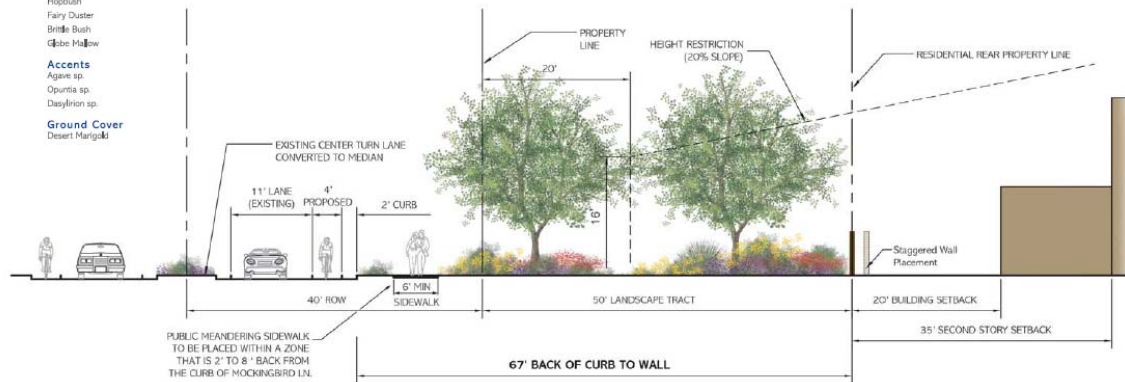 Hopbush
Fairy Duster
Brittle Bush
Globe Mallow
Accents
Agave sp.
Opuntia sp.
Dasylirion sp.
Ground Cover
Desert Marigold
PROPERTY
LINE
20'
HEIGHT RESTRICTION
(20% SLOPE)
RESIDENTIAL REAR PROPERTY LINE
EXISTING CENTER TURN LANE
CONVERTED TO MEDIAN
11' LANE
(EXISTING)
4'
PROPOSED
2' CURB
16'
Staggered Wall
Placement
6' MIN
SIDEWALK
40' ROW
50' LANDSCAPE TRACT
20' BUILDING SETBACK
35' SECOND STORY SETBACK
PUBLIC MEANDERING SIDEWALK
TO BE PLACED WITHIN A ZONE
THAT IS 2' TO 8 ' BACK FROM
THE CURB OF MOCKINGBIRD LN.
67' BACK OF CURB TO WALL